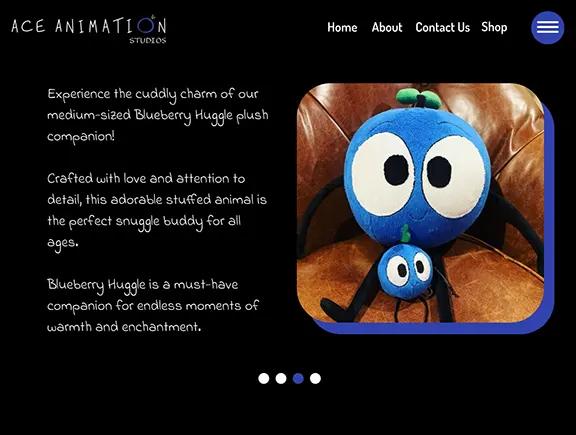 ACE ANIMATION
STUDIOS
Home About Contact Us Shop
Experience the cuddly charm of our
medium-sized Blueberry Huggle plush
companion!
Crafted with love and attention to
detail, this adorable stuffed animal is
the perfect snuggle buddy for all
ages.
Blueberry Huggle is a must-have
companion for endless moments of
warmth and enchantment.